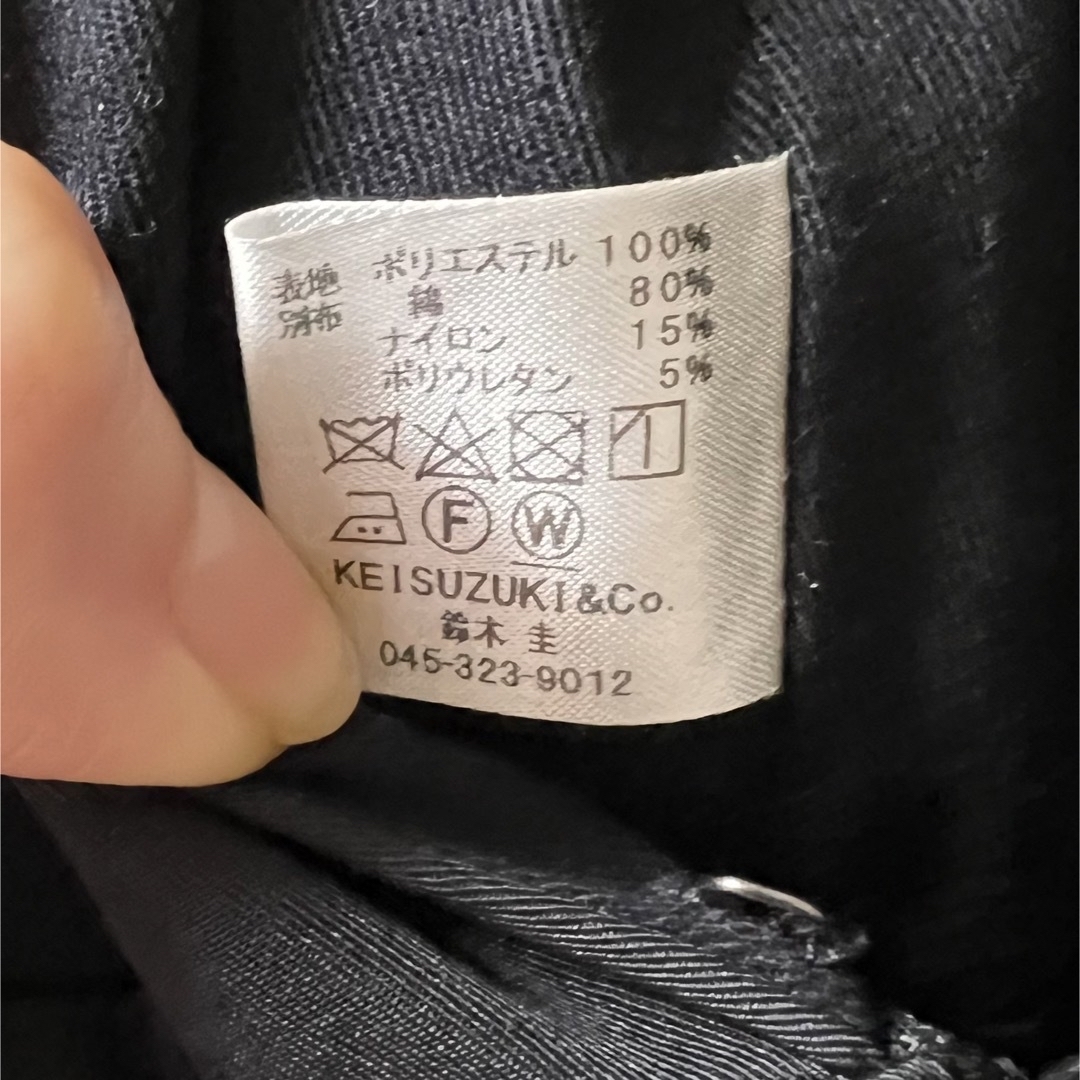 表地 ポリエステル 100%
別布 綿 80%
ナイロン 15%
ポリウレタン 5%
F W
KEISUZUKI&Co.
鈴木 圭
045-323-9012